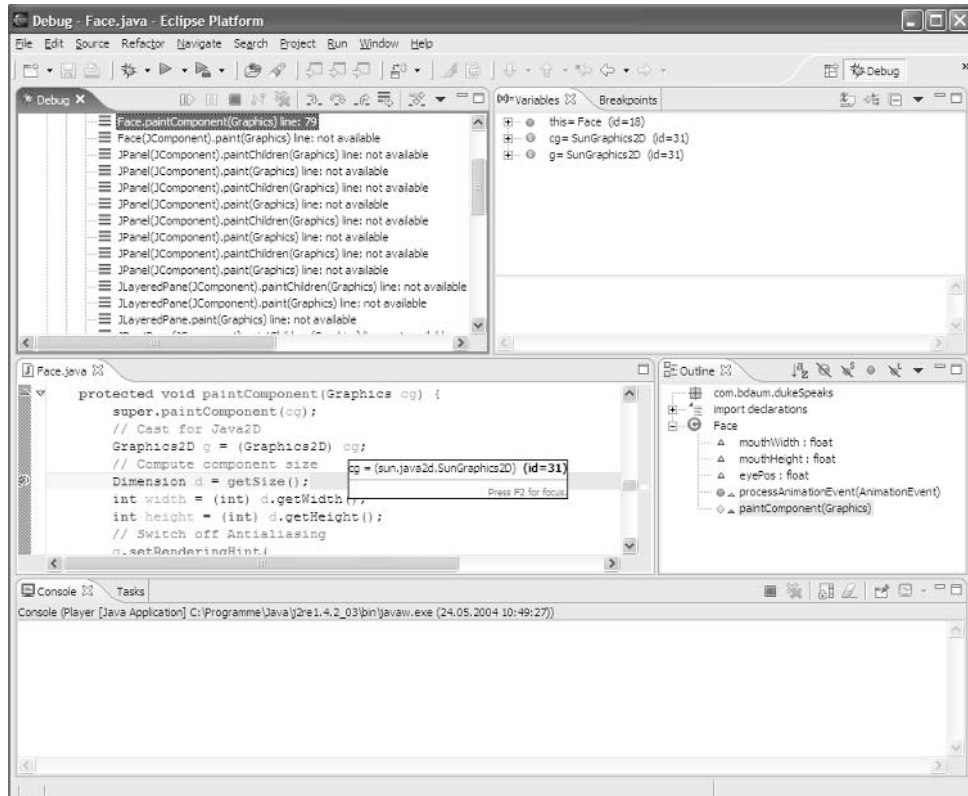 Debug - Face.java - Eclipse Platform
File Edit Source Refactor Navigate Search Project Run Window Help
Debug
Debug
Face.paintComponent(Graphics) line: 79
Face(JComponent).paint(Graphics) line: not available
JPanel(JComponent).paintChildren(Graphics) line: not available
JPanel(JComponent).paint(Graphics) line: not available
JPanel(JComponent).paintChildren(Graphics) line: not available
JPanel(JComponent).paint(Graphics) line: not available
JPanel(JComponent).paintChildren(Graphics) line: not available
JPanel(JComponent).paint(Graphics) line: not available
JPanel(JComponent).paintChildren(Graphics) line: not available
JPanel(JComponent).paint(Graphics) line: not available
JLayeredPane(JComponent).paintChildren(Graphics) line: not available
JLayeredPane(JComponent).paint(Graphics) line: not available
JLayeredPane.paint(Graphics) line: not available
(x)= Variables Breakpoints
this= Face (id=18)
cg= SunGraphics2D (id=31)
g= SunGraphics2D (id=31)
Face.java
protected void paintComponent(Graphics cg) {
super.paintComponent(cg);
// Cast for Java2D
Graphics2D g = (Graphics2D) cg;
// Compute component size
Dimension d = getSize();
int width = (int) d.getWidth();
int height = (int) d.getHeight();
// Switch off Antialiasing
g.setRenderingHint(
cg = (sun.java2d.SunGraphics2D) (id=31)
Press F2 for focus.
Outline
com.bdaum.dukeSpeaks
import declarations
Face
mouthWidth : float
mouthHeight : float
eyePos : float
processAnimationEvent(AnimationEvent)
paintComponent(Graphics)
Console Tasks
Console (Player [Java Application] C:\Programme\Java\j2re1.4.2_03\bin\javaw.exe (24.05.2004 10:49:27))